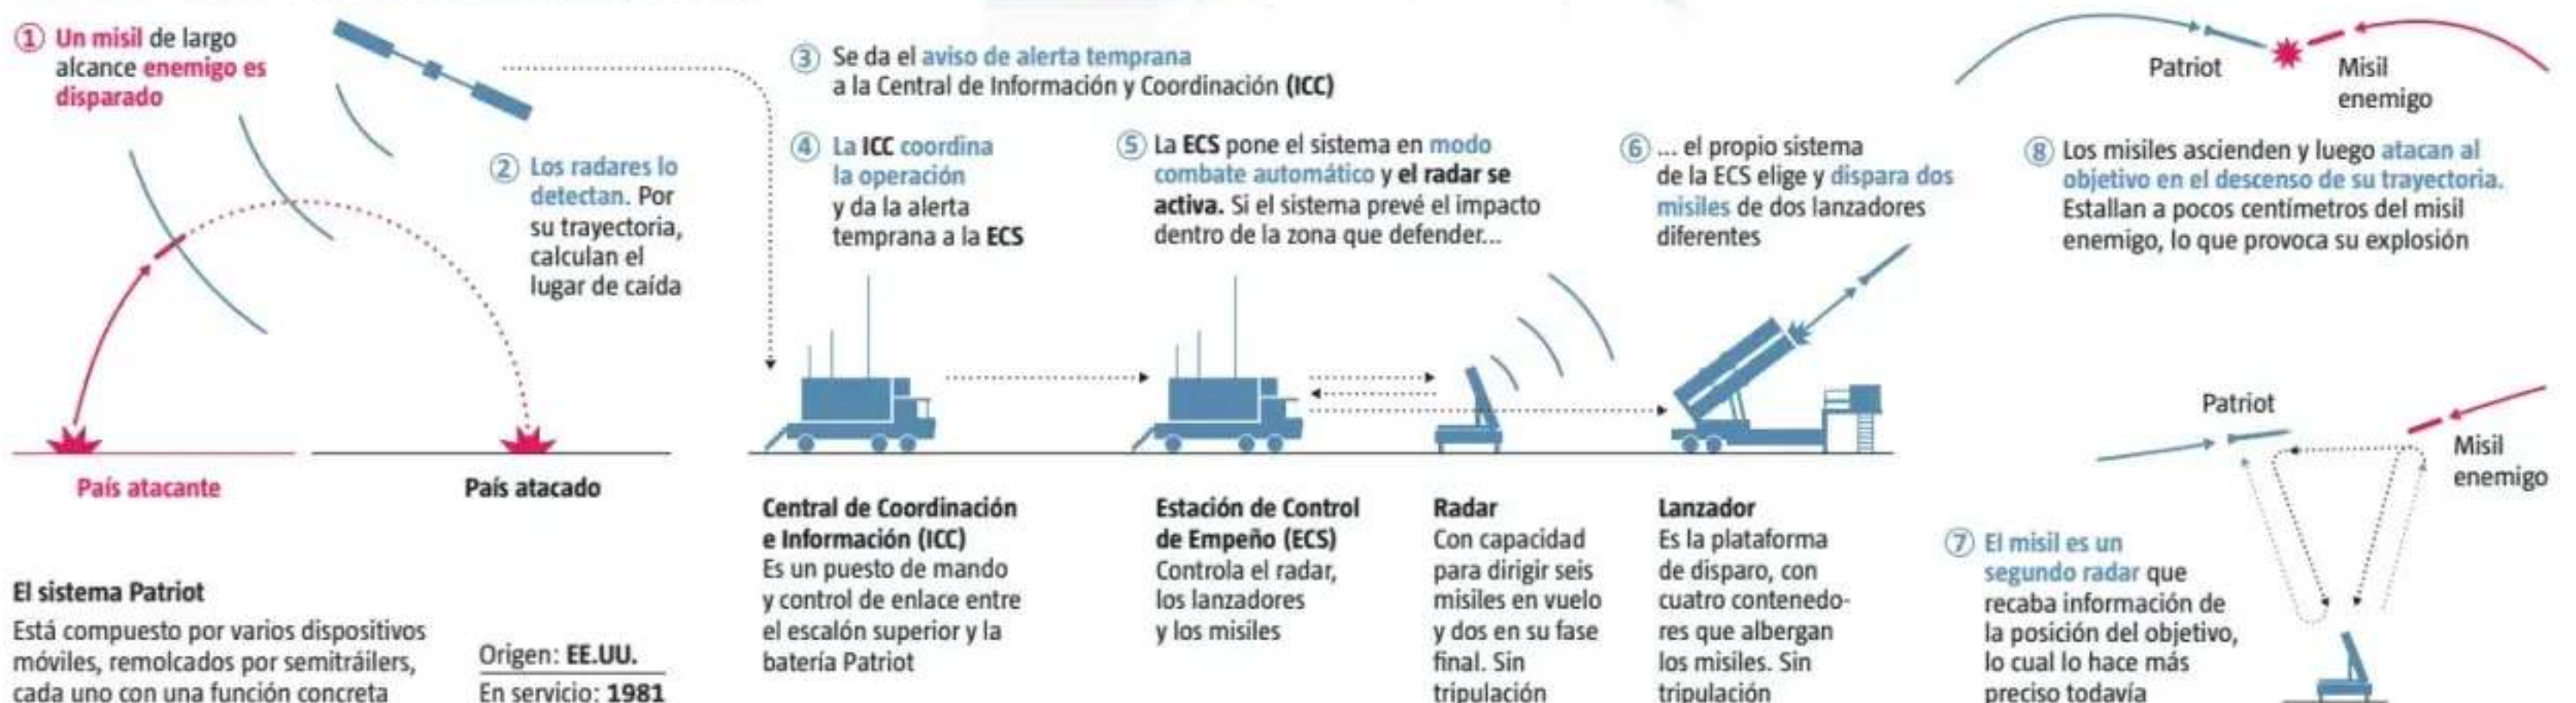 ① Un misil de largo
alcance enemigo es
disparado
② Los radares lo
detectan. Por
su trayectoria,
calculan el
lugar de caída
País atacante
País atacado
③ Se da el aviso de alerta temprana
a la Central de Información y Coordinación (ICC)
④ La ICC coordina
la operación
y da la alerta
temprana a la ECS
⑤ La ECS pone el sistema en modo
combate automático y el radar se
activa. Si el sistema prevé el impacto
dentro de la zona que defender...
⑥ ... el propio sistema
de la ECS elige y dispara dos
misiles de dos lanzadores
diferentes
Patriot
Misil
enemigo
⑧ Los misiles ascienden y luego atacan al
objetivo en el descenso de su trayectoria.
Estallan a pocos centímetros del misil
enemigo, lo que provoca su explosión
Patriot
Misil
enemigo
⑦ El misil es un
segundo radar que
recaba información de
la posición del objetivo,
lo cual lo hace más
preciso todavía
El sistema Patriot
Está compuesto por varios dispositivos
móviles, remolcados por semitráilers,
cada uno con una función concreta
Origen: EE.UU.
En servicio: 1981
Central de Coordinación
e Información (ICC)
Es un puesto de mando
y control de enlace entre
el escalón superior y la
batería Patriot
Estación de Control
de Empeño (ECS)
Controla el radar,
los lanzadores
y los misiles
Radar
Con capacidad
para dirigir seis
misiles en vuelo
y dos en su fase
final. Sin
tripulación
Lanzador
Es la plataforma
de disparo, con
cuatro contenedo-
res que albergan
los misiles. Sin
tripulación